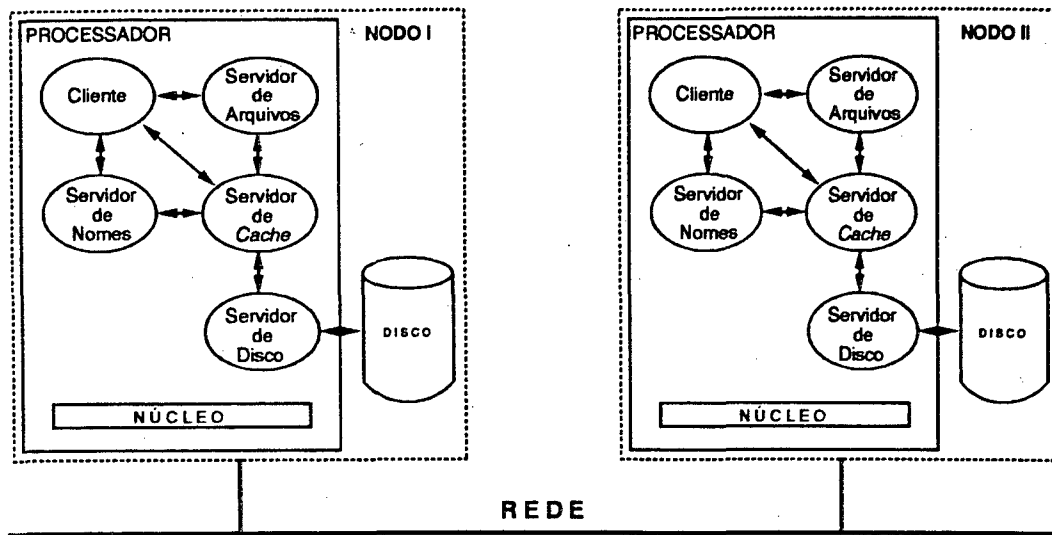 PROCESSADOR
NODO I
Cliente
Servidor
de
Arquivos
Servidor
de
Nomes
Servidor
de
Cache
Servidor
de
Disco
DISCO
NÚCLEO
PROCESSADOR
NODO II
Cliente
Servidor
de
Arquivos
Servidor
de
Nomes
Servidor
de
Cache
Servidor
de
Disco
DISCO
NÚCLEO
REDE